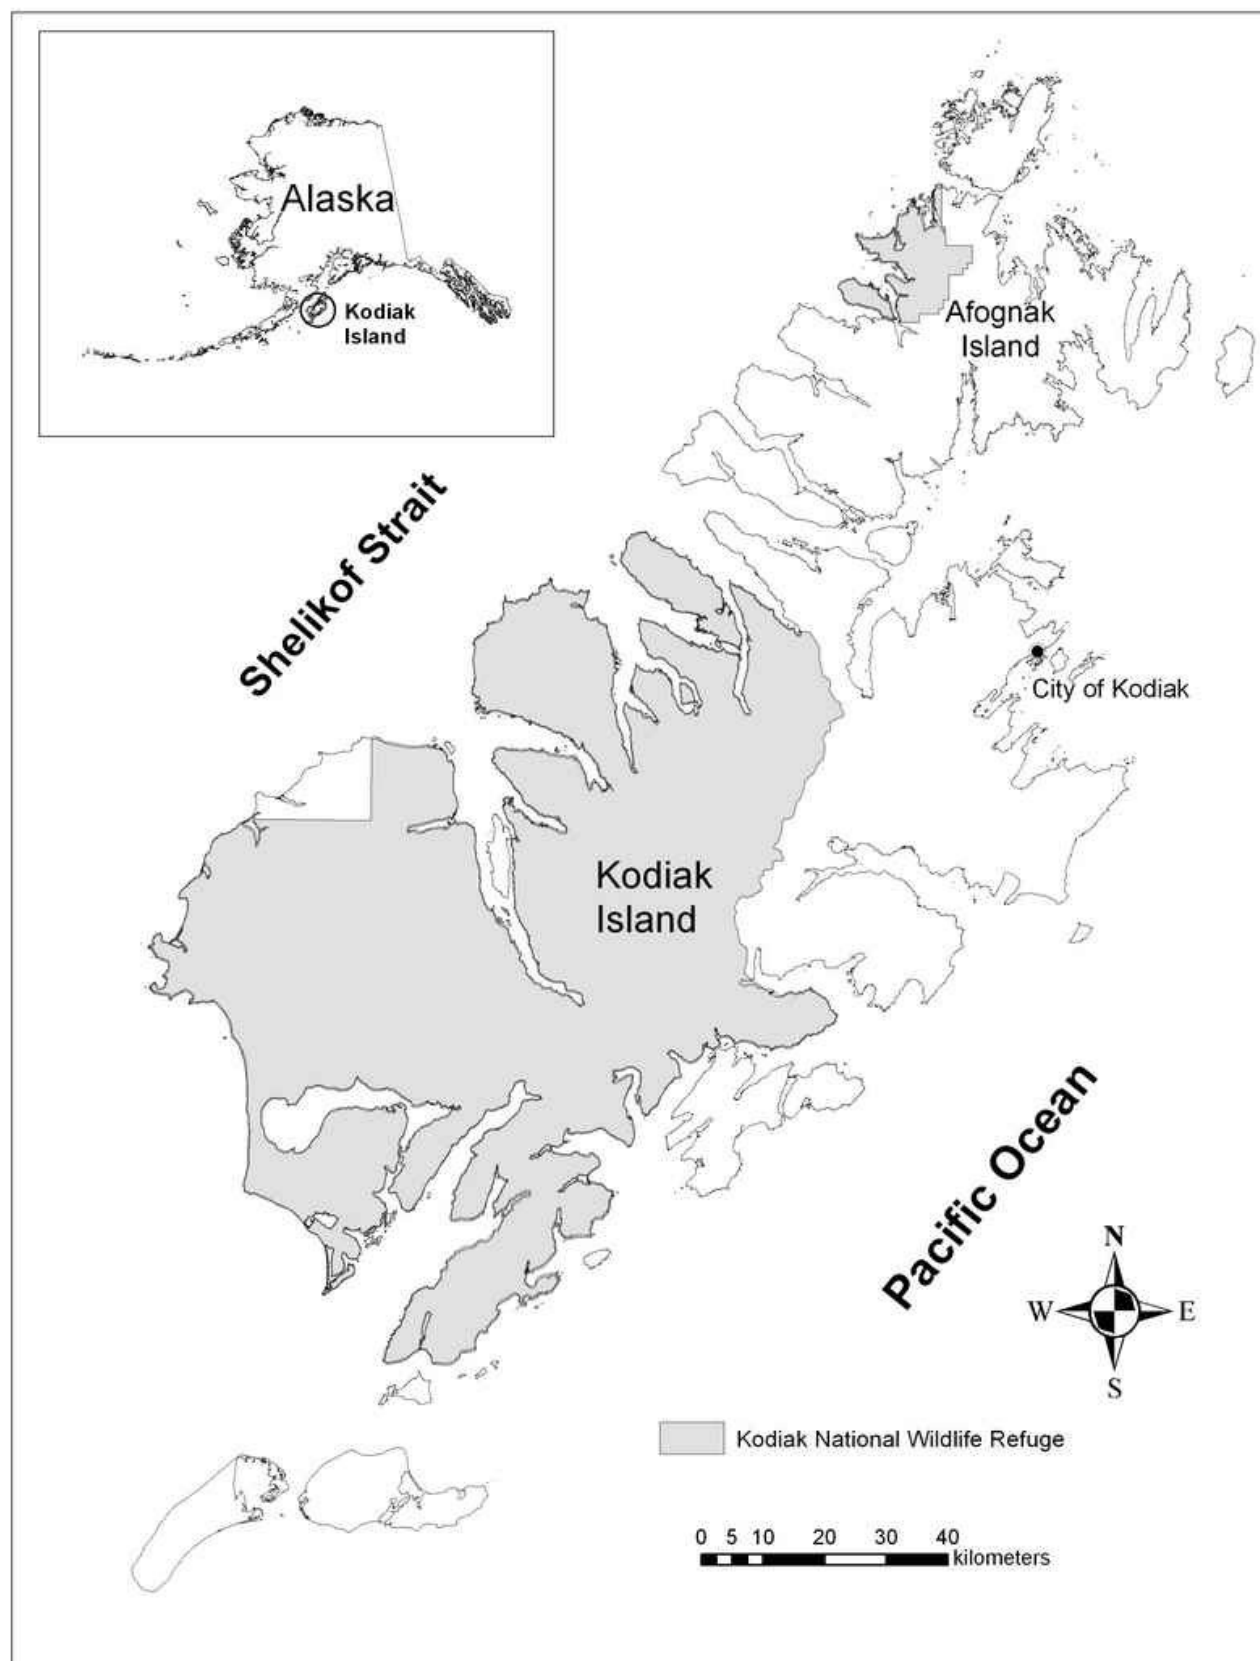 Alaska
Kodiak
Island
Afognak
Island
Shelikof Strait
City of Kodiak
Kodiak
Island
Pacific Ocean
N
W E
S
Kodiak National Wildlife Refuge
0 5 10 20 30 40
kilometers